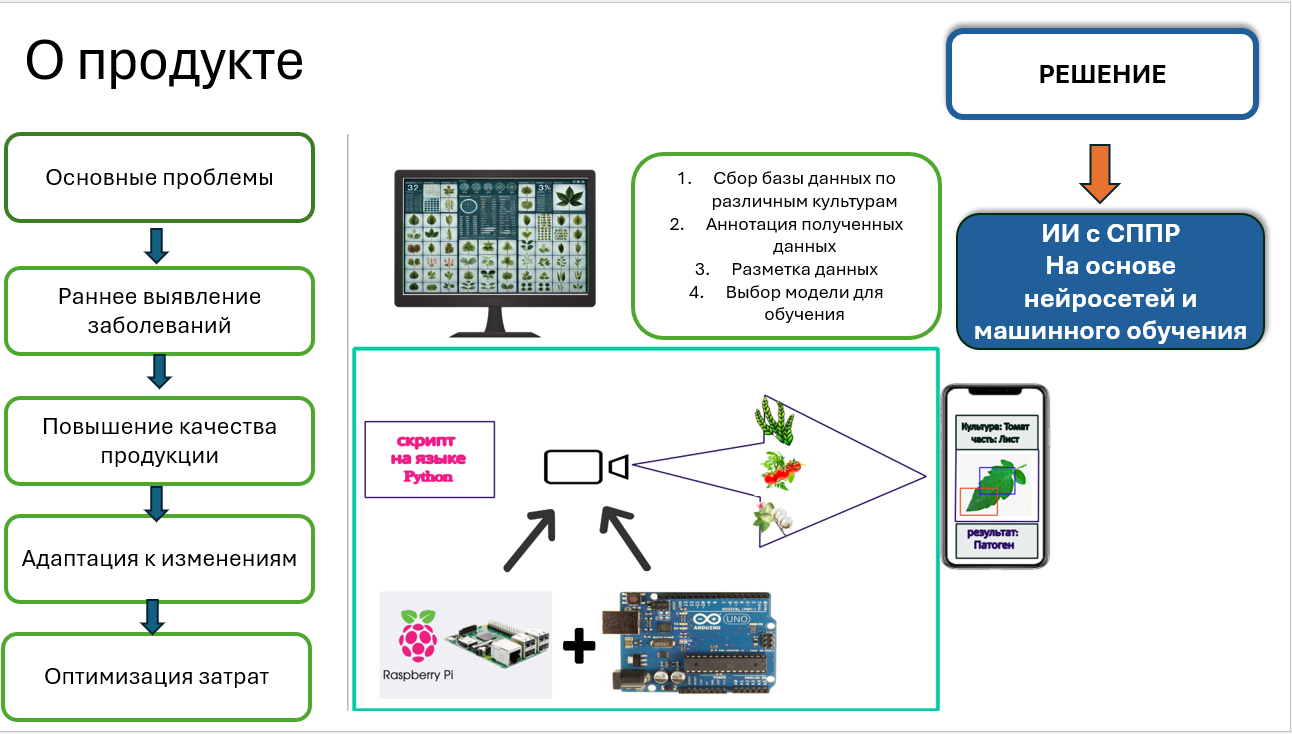 О продукте
РЕШЕНИЕ
Основные проблемы
Раннее выявление
заболеваний
Повышение качества
продукции
Адаптация к изменениям
Оптимизация затрат
32
3%
1. Сбор базы данных по
различным культурам
2. Аннотация полученных
данных
3. Разметка данных
4. Выбор модели для
обучения
ИИ с СППР
На основе
нейросетей и
машинного обучения
скрипт
на языке
Python
Культура: Томат
часть: Лист
результат:
Патоген
Raspberry Pi
UNO
ARDUINO